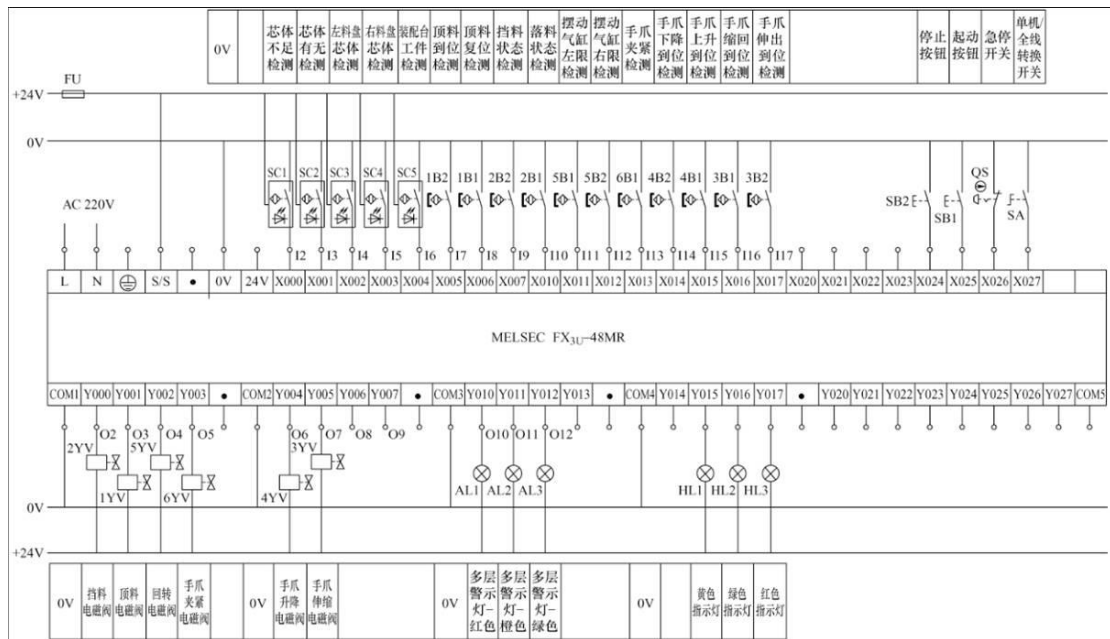 0V 芯体不足检测 芯体有无检测 左料盘芯体检测 右料盘芯体检测 装配台工件检测 顶料到位检测 顶料复位检测 挡料状态检测 落料状态检测 摆动气缸左限检测 摆动气缸右限检测 手爪夹紧检测 手爪下降到位检测 手爪上升到位检测 手爪缩回到位检测 手爪伸出到位检测 停止按钮 起动按钮 急停开关 单机/全线转换开关
FU
+24V
0V
SC1 SC2 SC3 SC4 SC5 1B2 1B1 2B2 2B1 5B1 5B2 6B1 4B2 4B1 3B1 3B2 QS
AC 220V SB2 SB1 SA
I2 I3 I4 I5 I6 I7 I8 I9 I10 I11 I12 I13 I14 I15 I16 I17
L N S/S 0V 24V X000 X001 X002 X003 X004 X005 X006 X007 X010 X011 X012 X013 X014 X015 X016 X017 X020 X021 X022 X023 X024 X025 X026 X027
MELSEC FX3U-48MR
COM1 Y000 Y001 Y002 Y003 COM2 Y004 Y005 Y006 Y007 COM3 Y010 Y011 Y012 Y013 COM4 Y014 Y015 Y016 Y017 Y020 Y021 Y022 Y023 Y024 Y025 Y026 Y027 COM5
O2 O3 O4 O5 O6 O7 O8 O9 O10 O11 O12
2YV 5YV 3YV
1YV 6YV 4YV AL1 AL2 AL3 HL1 HL2 HL3
0V
+24V
0V 挡料电磁阀 顶料电磁阀 回转电磁阀 手爪夹紧电磁阀 0V 手爪升降电磁阀 手爪伸缩电磁阀 0V 多层警示灯-红色 多层警示灯-橙色 多层警示灯-绿色 0V 黄色指示灯 绿色指示灯 红色指示灯